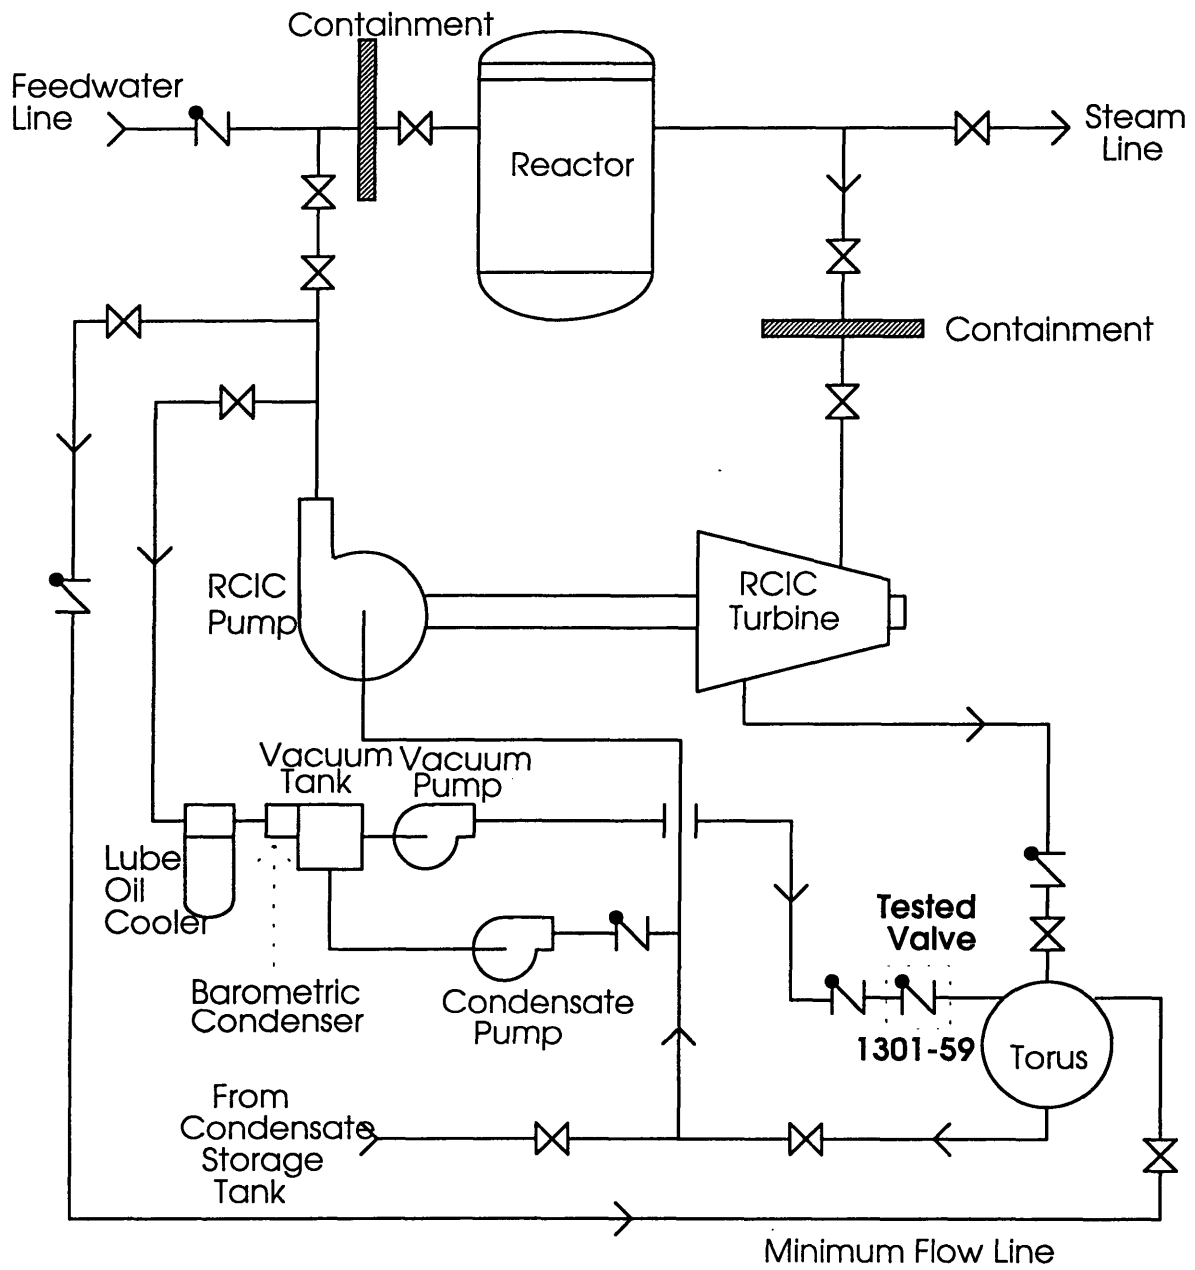 Containment
Feedwater
Line
Steam
Line
Reactor
Containment
RCIC
Pump
RCIC
Turbine
Vacuum
Tank
Vacuum
Pump
Lube
Oil
Cooler
Tested
Valve
Barometric
Condenser
Condensate
Pump
1301-59
Torus
From
Condensate
Storage
Tank
Minimum Flow Line